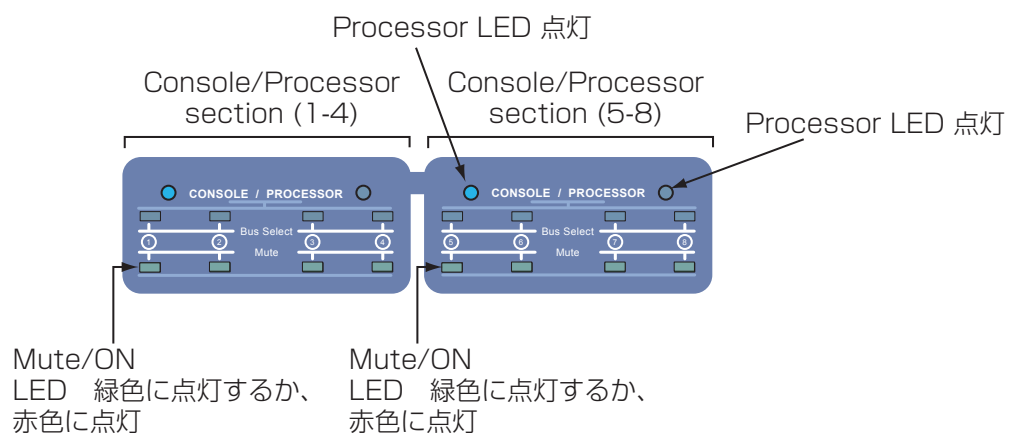 Processor LED 点灯
Console/Processor
section (1-4)
Console/Processor
section (5-8)
Processor LED 点灯
CONSOLE / PROCESSOR
Bus Select
1 2 3 4
Mute
CONSOLE / PROCESSOR
Bus Select
5 6 7 8
Mute
Mute/ON
LED　緑色に点灯するか、
赤色に点灯
Mute/ON
LED　緑色に点灯するか、
赤色に点灯